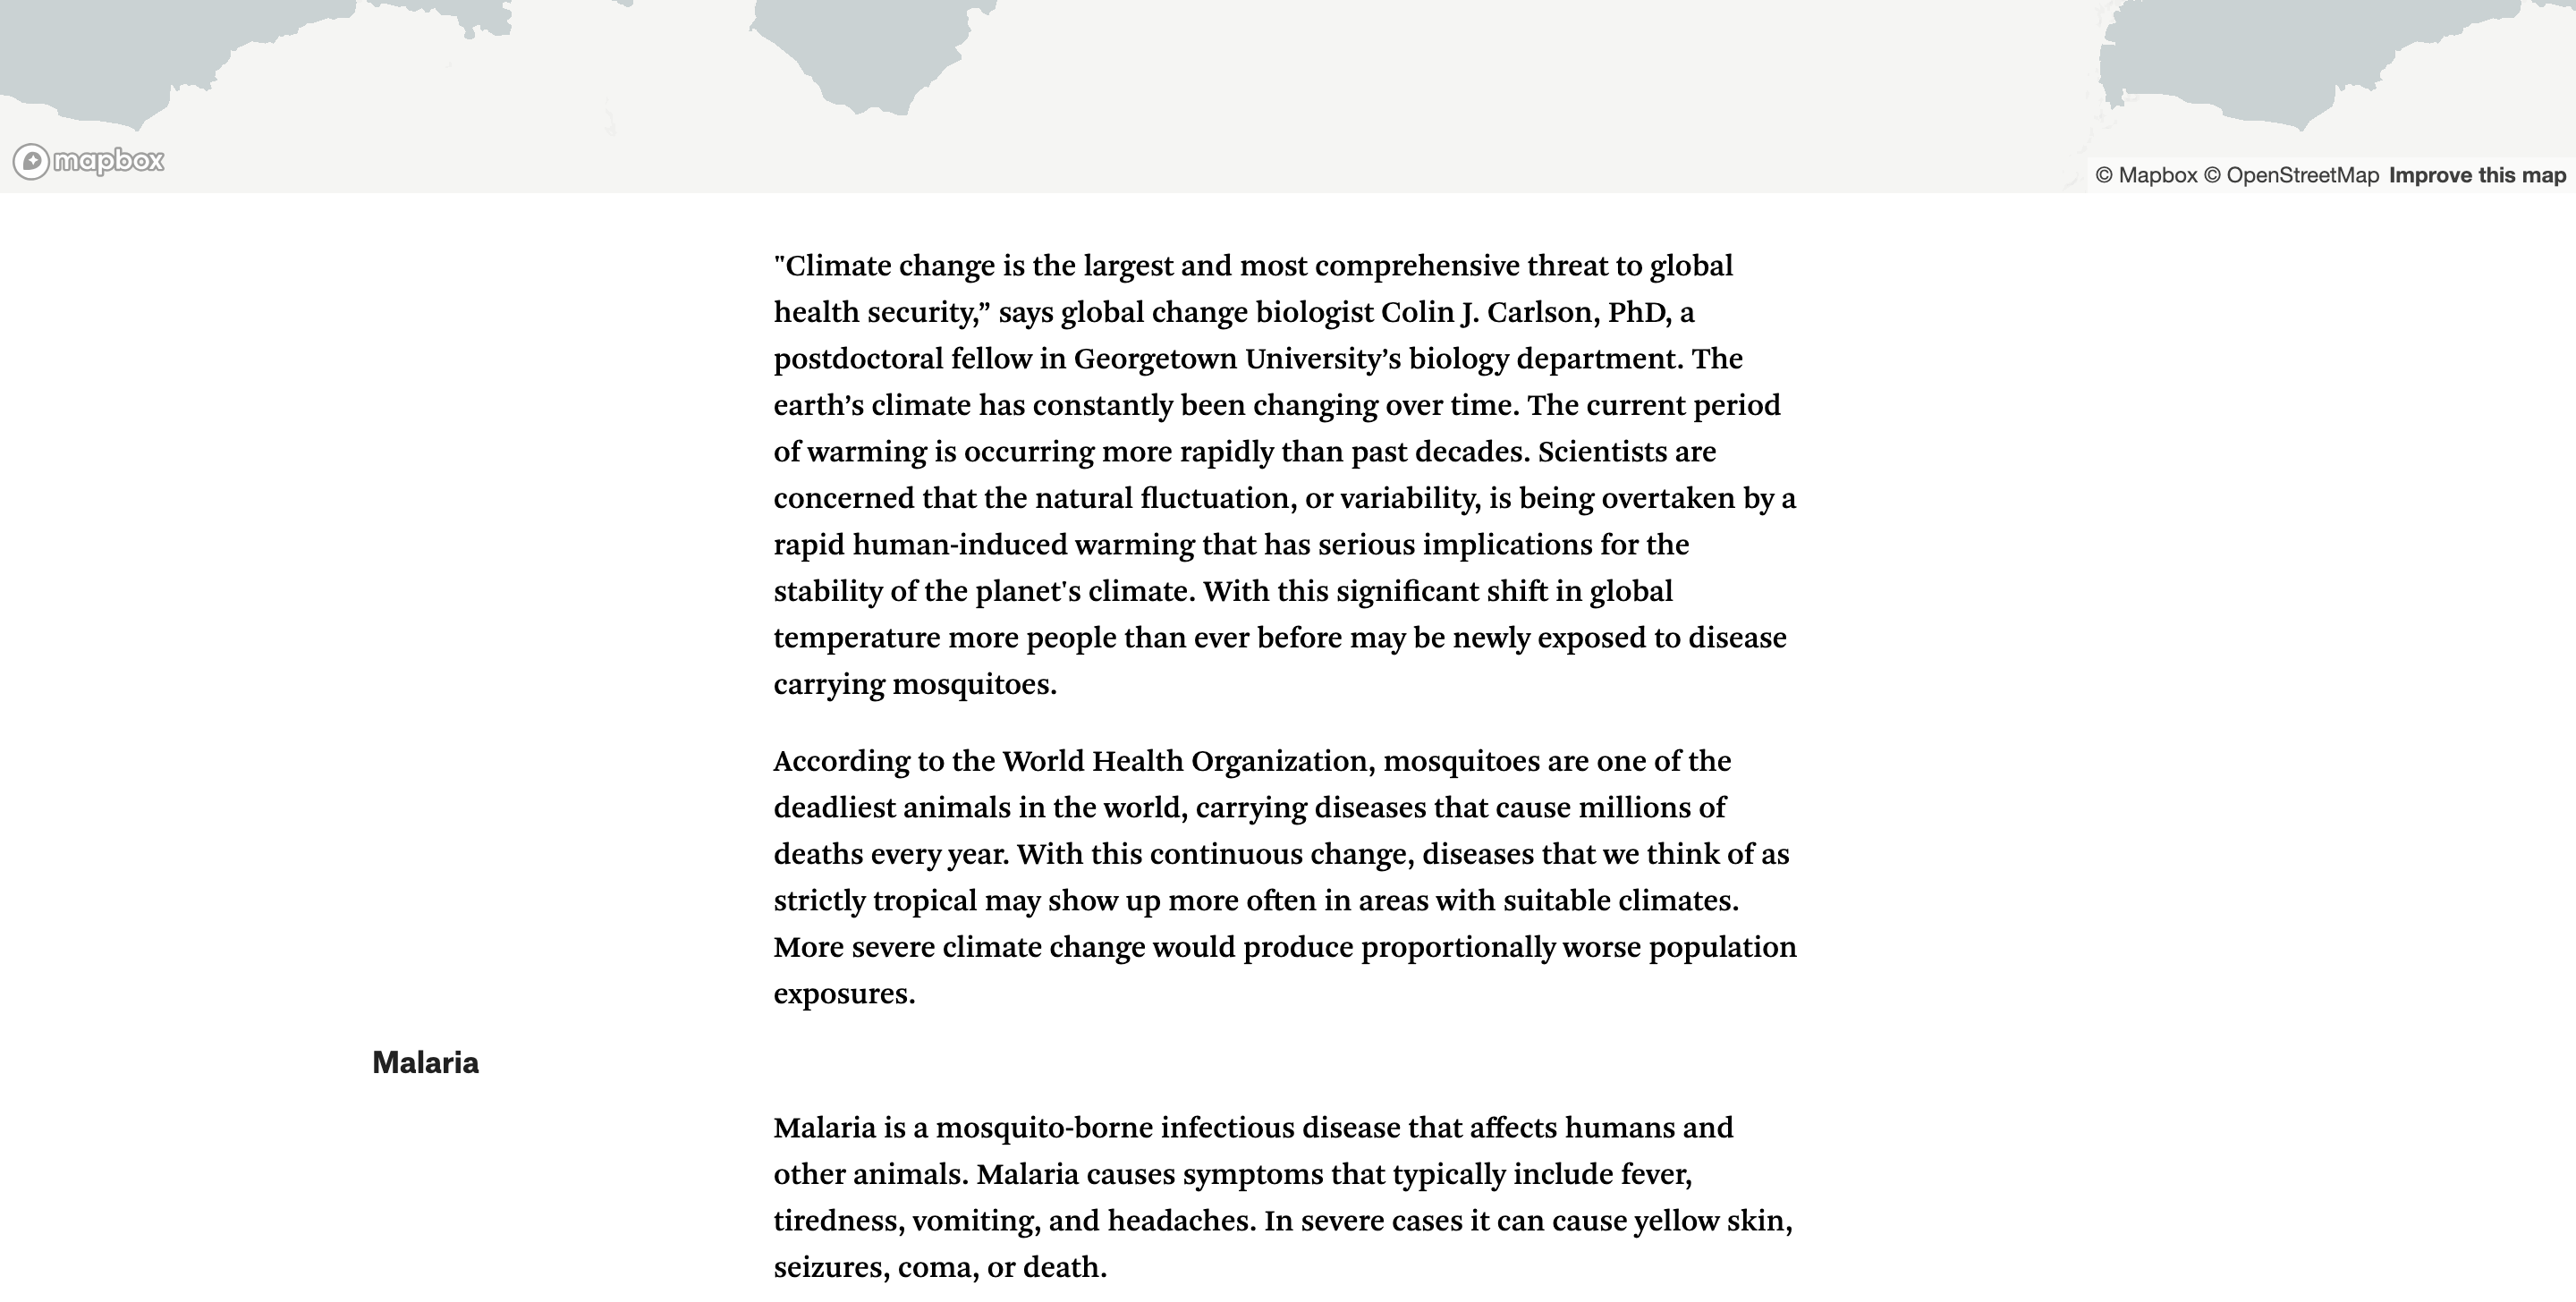 mapbox
© Mapbox © OpenStreetMap Improve this map
"Climate change is the largest and most comprehensive threat to global
health security,” says global change biologist Colin J. Carlson, PhD, a
postdoctoral fellow in Georgetown University’s biology department. The
earth’s climate has constantly been changing over time. The current period
of warming is occurring more rapidly than past decades. Scientists are
concerned that the natural fluctuation, or variability, is being overtaken by a
rapid human-induced warming that has serious implications for the
stability of the planet's climate. With this significant shift in global
temperature more people than ever before may be newly exposed to disease
carrying mosquitoes.
According to the World Health Organization, mosquitoes are one of the
deadliest animals in the world, carrying diseases that cause millions of
deaths every year. With this continuous change, diseases that we think of as
strictly tropical may show up more often in areas with suitable climates.
More severe climate change would produce proportionally worse population
exposures.
Malaria
Malaria is a mosquito-borne infectious disease that affects humans and
other animals. Malaria causes symptoms that typically include fever,
tiredness, vomiting, and headaches. In severe cases it can cause yellow skin,
seizures, coma, or death.